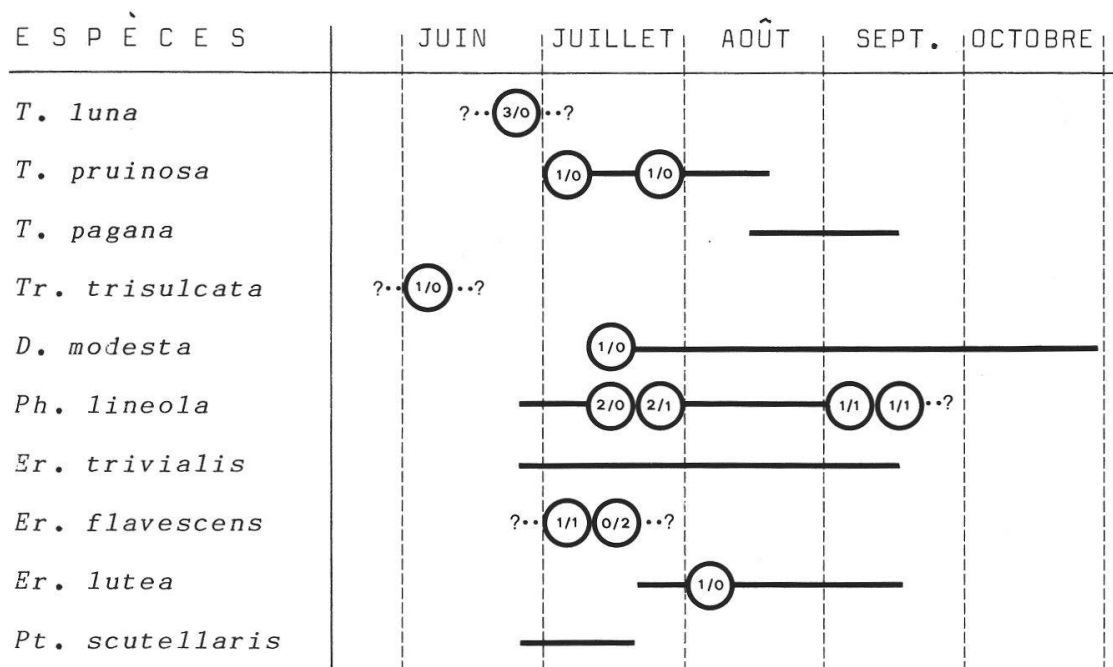 ESPÈCES JUIN JUILLET AOÛT SEPT. OCTOBRE
T. luna ?··3/0··?
T. pruinosa 1/0 1/0
T. pagana
Tr. trisulcata ?··1/0··?
D. modesta 1/0
Ph. lineola 2/0 2/1 1/1 1/1··?
Er. trivialis
Er. flavescens ?··1/1 0/2··?
Er. lutea 1/0
Pt. scutellaris